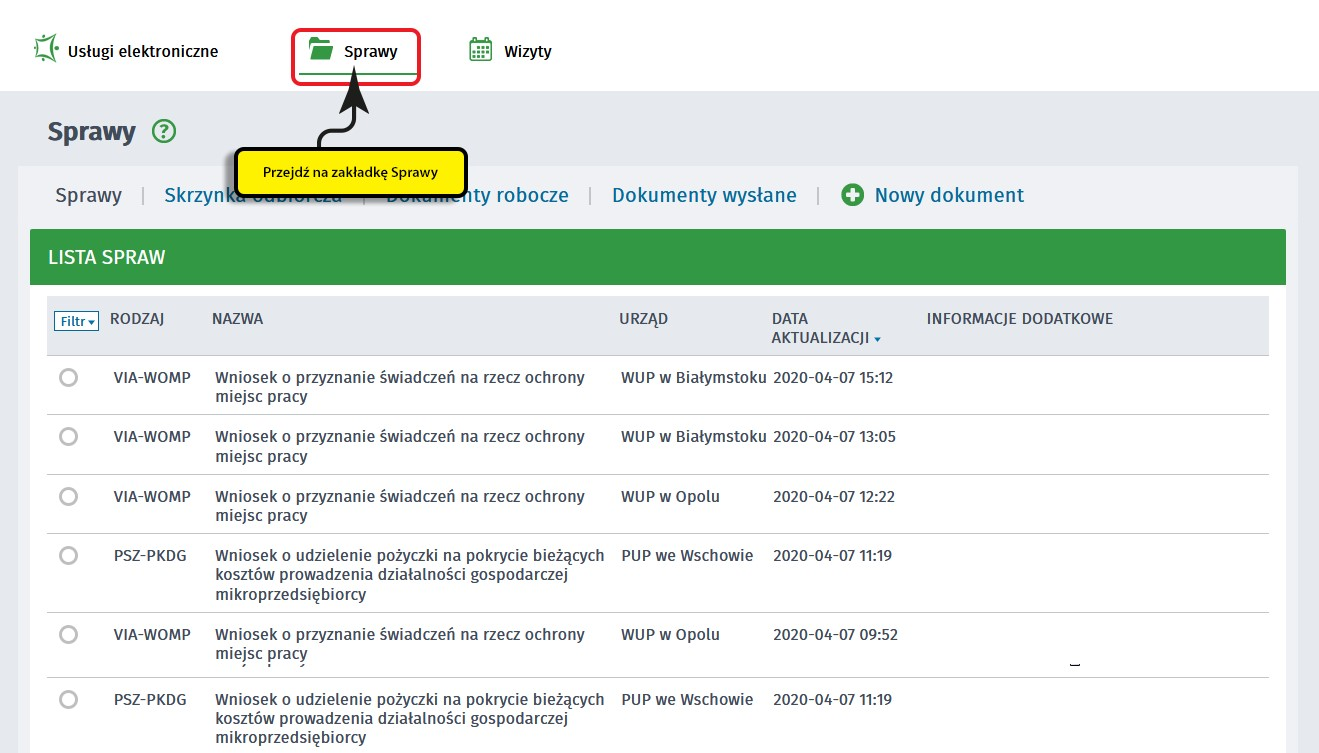 Usługi elektroniczne Sprawy Wizyty
Sprawy ?
Przejdź na zakładkę Sprawy
Sprawy | Skrzynka odbiorcza | Dokumenty robocze | Dokumenty wysłane | Nowy dokument
LISTA SPRAW
Filtr RODZAJ NAZWA URZĄD DATA INFORMACJE DODATKOWE
AKTUALIZACJI
VIA-WOMP Wniosek o przyznanie świadczeń na rzecz ochrony WUP w Białymstoku 2020-04-07 15:12
miejsc pracy
VIA-WOMP Wniosek o przyznanie świadczeń na rzecz ochrony WUP w Białymstoku 2020-04-07 13:05
miejsc pracy
VIA-WOMP Wniosek o przyznanie świadczeń na rzecz ochrony WUP w Opolu 2020-04-07 12:22
miejsc pracy
PSZ-PKDG Wniosek o udzielenie pożyczki na pokrycie bieżących PUP we Wschowie 2020-04-07 11:19
kosztów prowadzenia działalności gospodarczej
mikroprzedsiębiorcy
VIA-WOMP Wniosek o przyznanie świadczeń na rzecz ochrony WUP w Opolu 2020-04-07 09:52
miejsc pracy
PSZ-PKDG Wniosek o udzielenie pożyczki na pokrycie bieżących PUP we Wschowie 2020-04-07 11:19
kosztów prowadzenia działalności gospodarczej
mikroprzedsiębiorcy